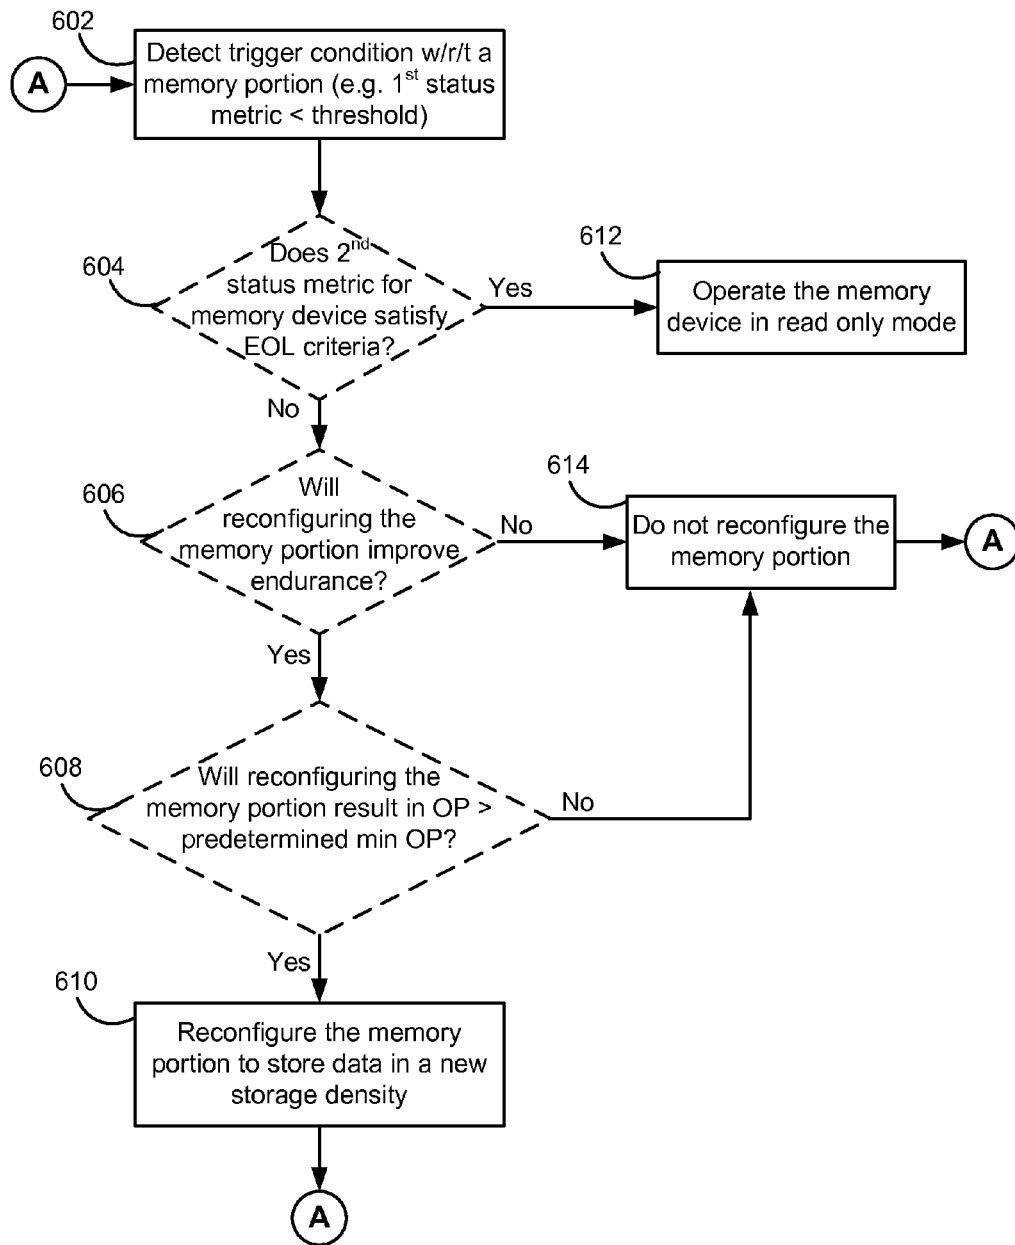 602
Detect trigger condition w/r/t a
memory portion (e.g. 1st status
metric < threshold)
A
604
Does 2nd
status metric for
memory device satisfy
EOL criteria?
Yes
612
Operate the memory
device in read only mode
No
606
Will
reconfiguring the
memory portion improve
endurance?
No
614
Do not reconfigure the
memory portion
A
Yes
608
Will reconfiguring the
memory portion result in OP >
predetermined min OP?
No
Yes
610
Reconfigure the memory
portion to store data in a new
storage density
A